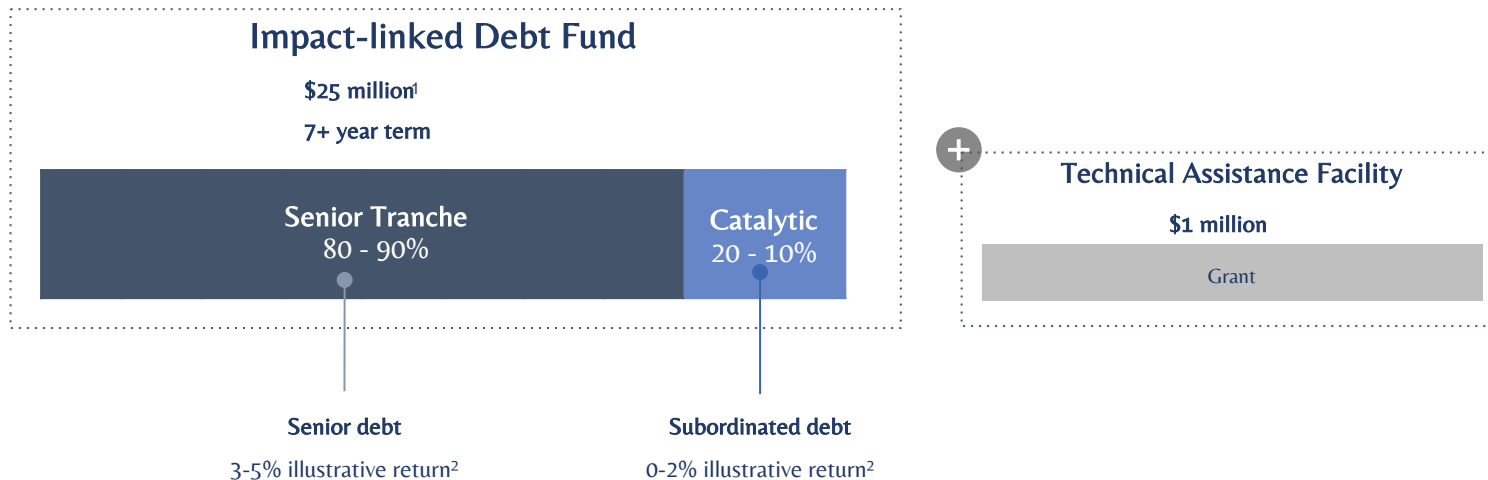 Impact-linked Debt Fund
$25 million¹
7+ year term
Senior Tranche
80 - 90%
Catalytic
20 - 10%
Senior debt
3-5% illustrative return²
Subordinated debt
0-2% illustrative return²
+
Technical Assistance Facility
$1 million
Grant